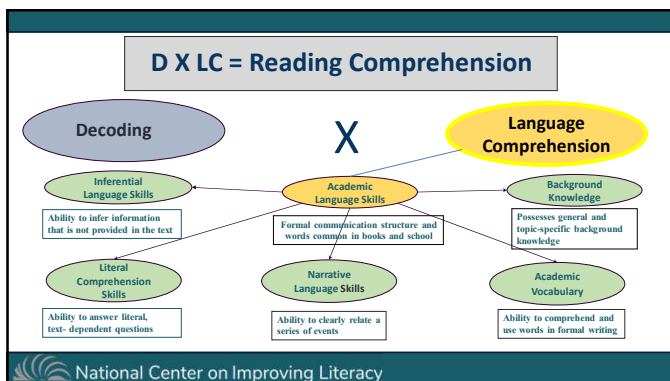 D X LC = Reading Comprehension
Decoding
X
Language
Comprehension
Inferential
Language Skills
Academic
Language Skills
Background
Knowledge
Ability to infer information
that is not provided in the text
Formal communication structure and
words common in books and school
Possesses general and
topic-specific background
knowledge
Literal
Comprehension
Skills
Narrative
Language Skills
Academic
Vocabulary
Ability to answer literal,
text- dependent questions
Ability to clearly relate a
series of events
Ability to comprehend and
use words in formal writing
National Center on Improving Literacy